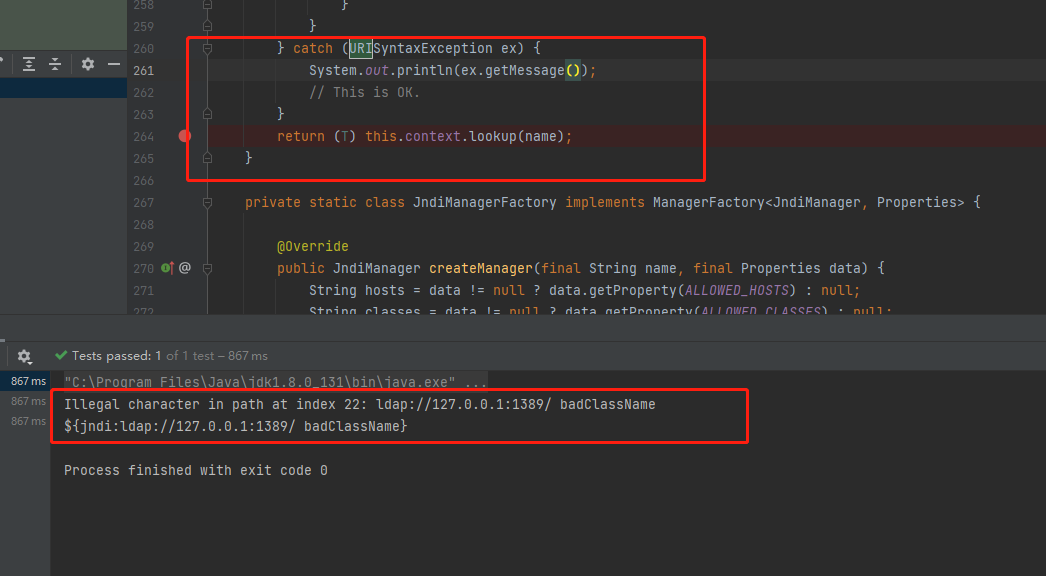 258 }
259 }
260 } catch (URISyntaxException ex) {
261 System.out.println(ex.getMessage());
262 // This is OK.
263 }
264 return (T) this.context.lookup(name);
265 }
266
267 private static class JndiManagerFactory implements ManagerFactory<JndiManager, Properties> {
268
269 @Override
270 @ public JndiManager createManager(final String name, final Properties data) {
271 String hosts = data != null ? data.getProperty(ALLOWED_HOSTS) : null;
272 String classes = data != null ? data.getProperty(ALLOWED_CLASSES) : null;
Tests passed: 1 of 1 test – 867 ms
867 ms "C:\Program Files\Java\jdk1.8.0_131\bin\java.exe" ...
867 ms Illegal character in path at index 22: ldap://127.0.0.1:1389/ badClassName
867 ms ${jndi:ldap://127.0.0.1:1389/ badClassName}
Process finished with exit code 0